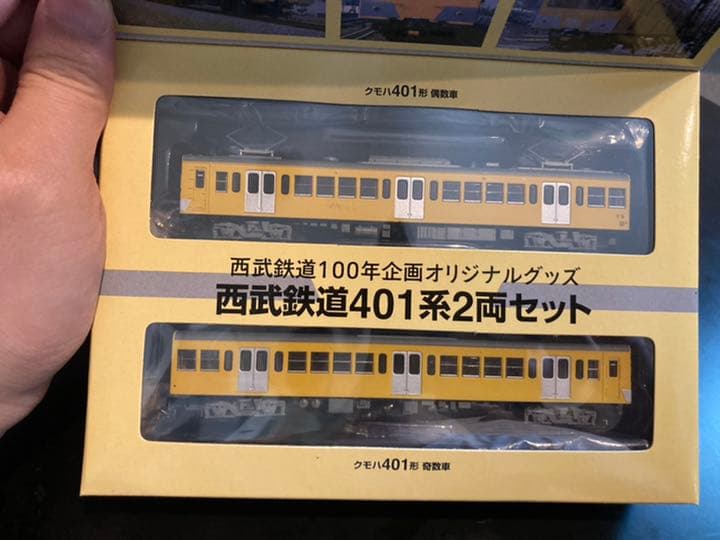 クモハ401形 偶数車
西武鉄道100年企画オリジナルグッズ
西武鉄道401系2両セット
クモハ401形 奇数車